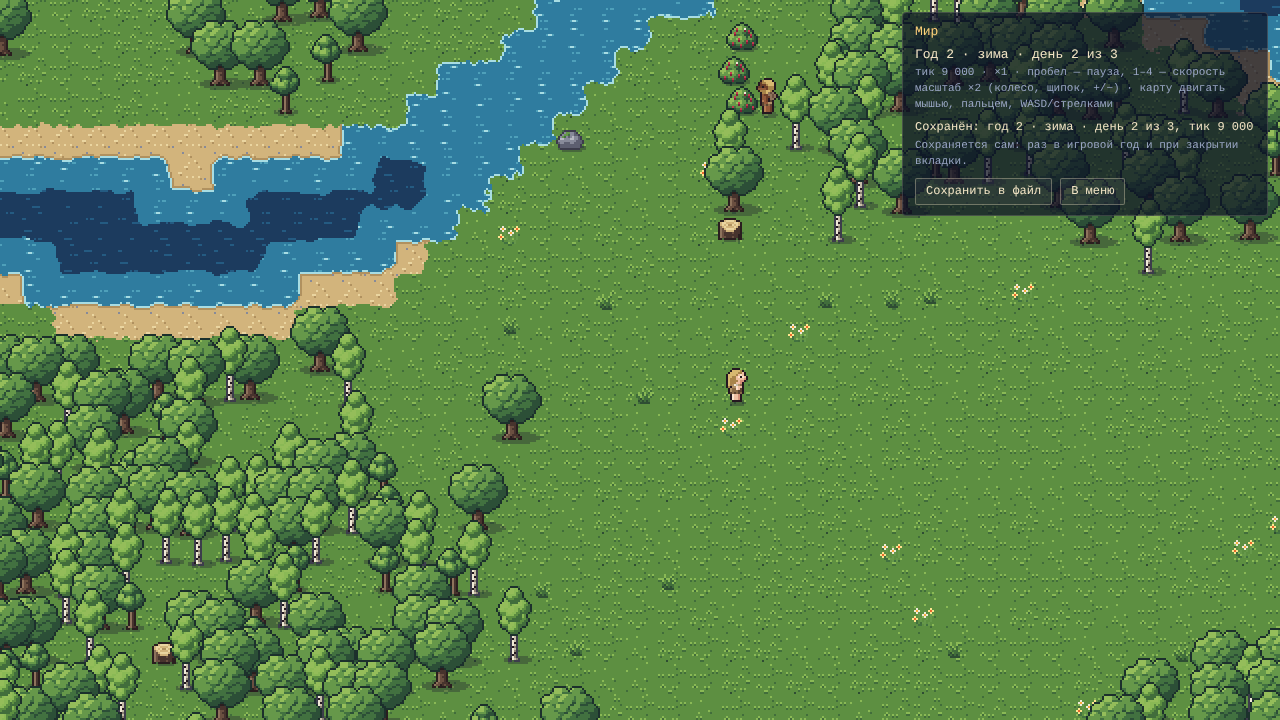 Мир
Год 2 · зима · день 2 из 3
тик 9 000 · ×1 · пробел — пауза, 1–4 — скорость
масштаб ×2 (колесо, щипок, +/−) · карту двигать
мышью, пальцем, WASD/стрелками
Сохранён: год 2 · зима · день 2 из 3, тик 9 000
Сохраняется сам: раз в игровой год и при закрытии
вкладки.
Сохранить в файл В меню